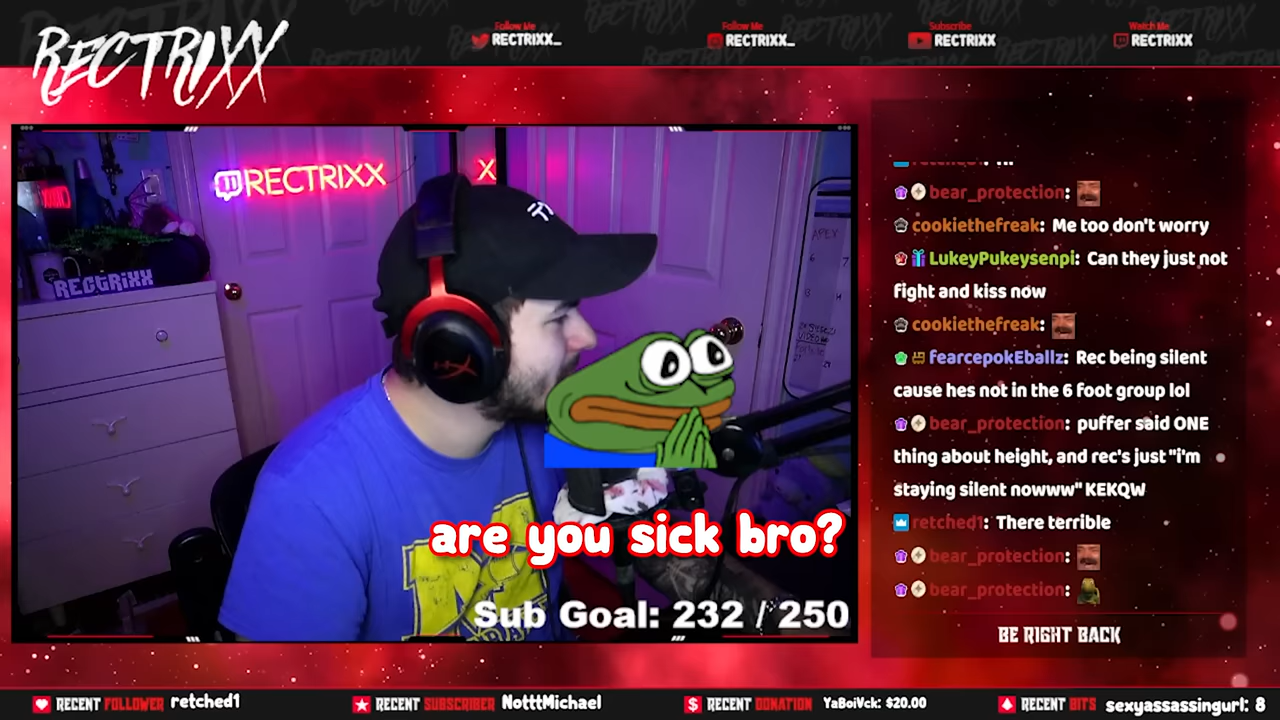 RECTRIXX
Follow Me
RECTRIXX_
Follow Me
RECTRIXX_
Subscribe
RECTRIXX
Watch Me
RECTRIXX
RECTRIXX
X
RECTRIXX
APEX
bear_protection:
cookiethefreak: Me too don't worry
LukeyPukeysenpi: Can they just not
fight and kiss now
cookiethefreak:
fearcepokEballz: Rec being silent
cause hes not in the 6 foot group lol
bear_protection: puffer said ONE
thing about height, and rec's just "i'm
staying silent nowww" KEKQW
retched1: There terrible
bear_protection:
bear_protection:
BE RIGHT BACK
are you sick bro?
Sub Goal: 232 / 250
RECENT FOLLOWER retched1
RECENT SUBSCRIBER NotttMichael
RECENT DONATION YaBoiVck: $20.00
RECENT BITS sexyassassingurl: 8